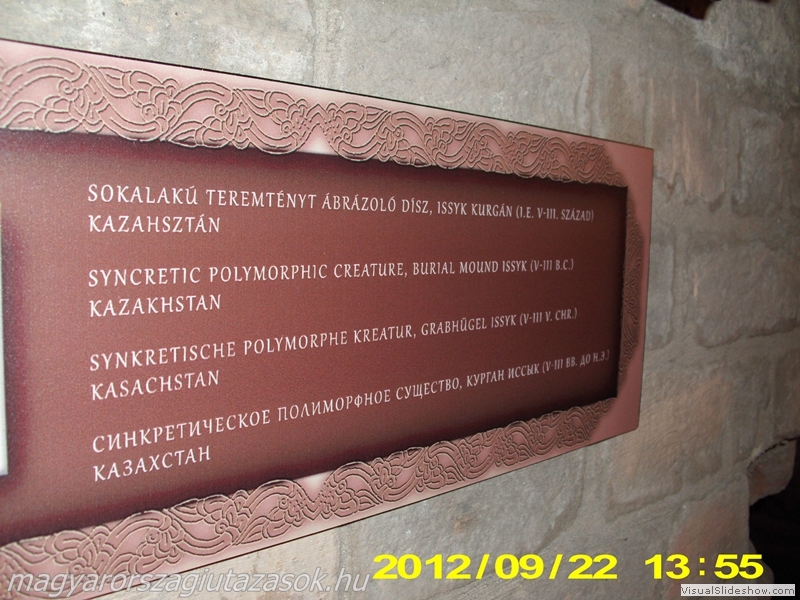 SOKALAKÚ TEREMTÉNYT ÁBRÁZOLÓ DÍSZ, ISSYK KURGÁN (I.E. V-III. SZÁZAD)
KAZAHSZTÁN
SYNCRETIC POLYMORPHIC CREATURE, BURIAL MOUND ISSYK (V-III B.C.)
KAZAKHSTAN
SYNKRETISCHE POLYMORPHE KREATUR, GRABHÜGEL ISSYK (V-III V. CHR.)
KASACHSTAN
СИНКРЕТИЧЕСКОЕ ПОЛИМОРФНОЕ СУЩЕСТВО, КУРГАН ИССЫК (V-III ВВ. ДО Н.Э.)
КАЗАХСТАН
magyarorszagiutazasok.hu
2012/09/22 13:55
VisualSlideshow.com